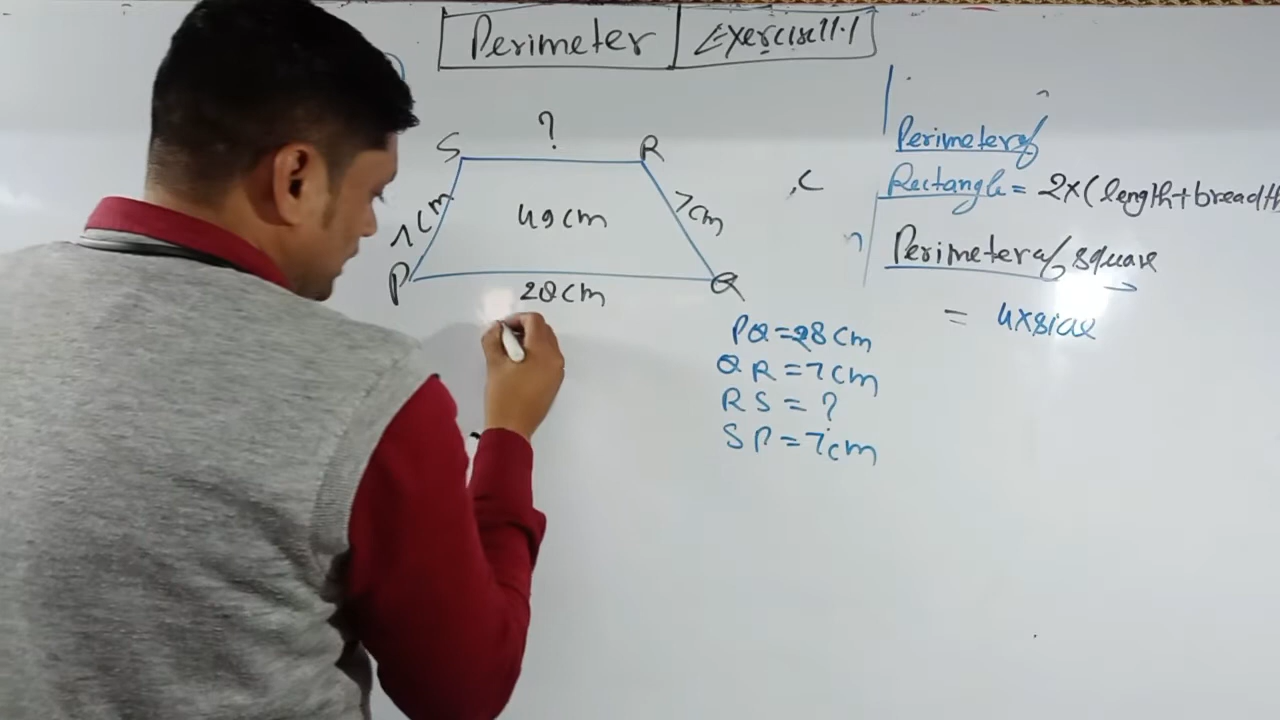 Perimeter Exercise 11.1
?
S R
7cm
49cm
7cm
P Q
28cm
PQ = 28 cm
QR = 7 cm
RS = ?
SP = 7cm
Perimeter of
Rectangle = 2×(length+breadth
Perimeter of square
= 4×side